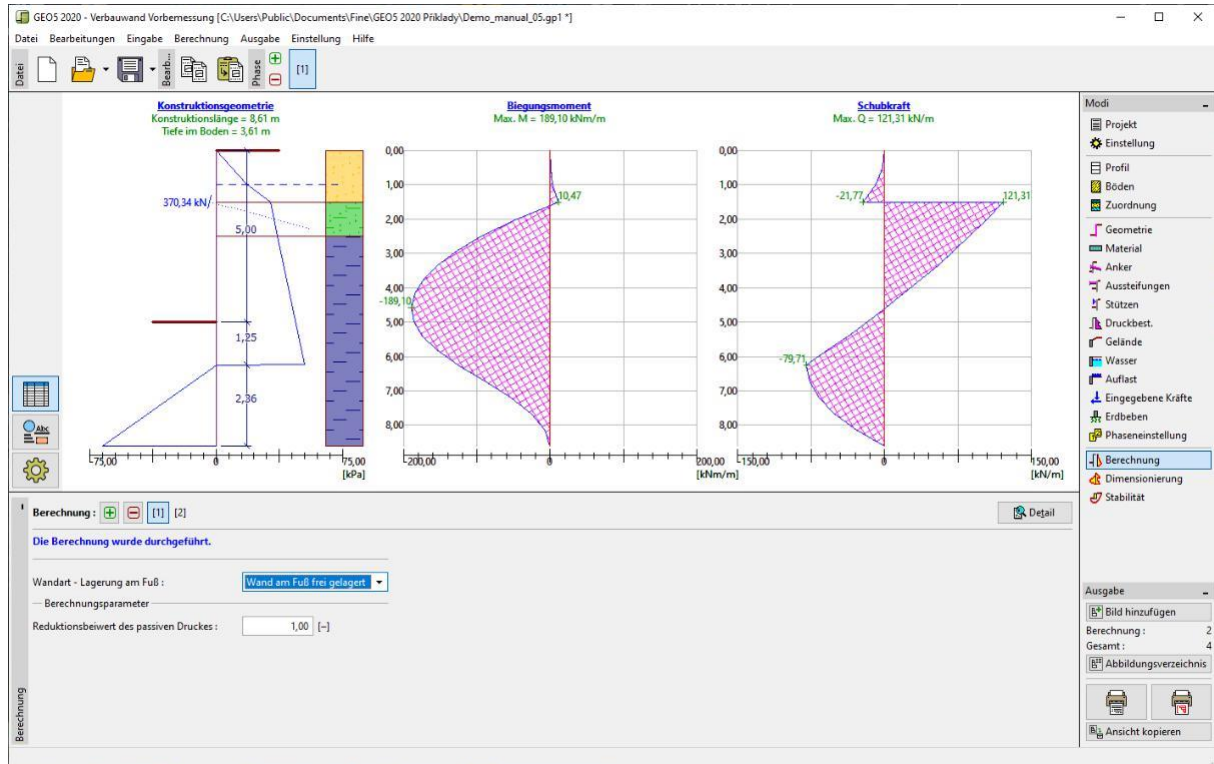 GEO5 2020 - Verbauwand Vorbemessung [C:\Users\Public\Documents\Fine\GEO5 2020 Příklady\Demo_manual_05.gp1 *]
Datei Bearbeitungen Eingabe Berechnung Ausgabe Einstellung Hilfe
Datei
Bearb...
Phase
[1]
Konstruktionsgeometrie
Konstruktionslänge = 8,61 m
Tiefe im Boden = 3,61 m
370,34 kN/
5,00
1,25
2,36
-75,00 0 75,00
[kPa]
Biegungsmoment
Max. M = 189,10 kNm/m
0,00
1,00
2,00
3,00
4,00
5,00
6,00
7,00
8,00
10,47
-189,10
-200,00 0 200,00
[kNm/m]
Schubkraft
Max. Q = 121,31 kN/m
0,00
1,00
2,00
3,00
4,00
5,00
6,00
7,00
8,00
-21,77
121,31
-79,71
-150,00 0 150,00
[kN/m]
Modi
Projekt
Einstellung
Profil
Böden
Zuordnung
Geometrie
Material
Anker
Aussteifungen
Stützen
Druckbest.
Gelände
Wasser
Auflast
Eingegebene Kräfte
Erdbeben
Phaseneinstellung
Berechnung
Dimensionierung
Stabilität
Berechnung : [1] [2]
Detail
Die Berechnung wurde durchgeführt.
Wandart - Lagerung am Fuß : Wand am Fuß frei gelagert
Berechnungsparameter
Reduktionsbeiwert des passiven Druckes : 1,00 [–]
Berechnung
Ausgabe
Bild hinzufügen
Berechnung : 2
Gesamt : 4
Abbildungsverzeichnis
Ansicht kopieren